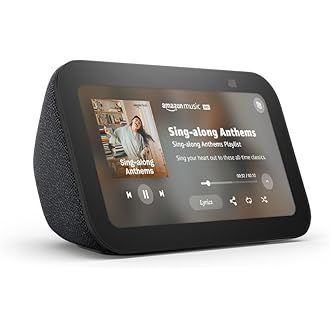 amazon music
Sing-along Anthems
Sing-along Anthems Playlist
Sing your heart out to these all-time classics.
Sing-along
Anthems
Lyrics